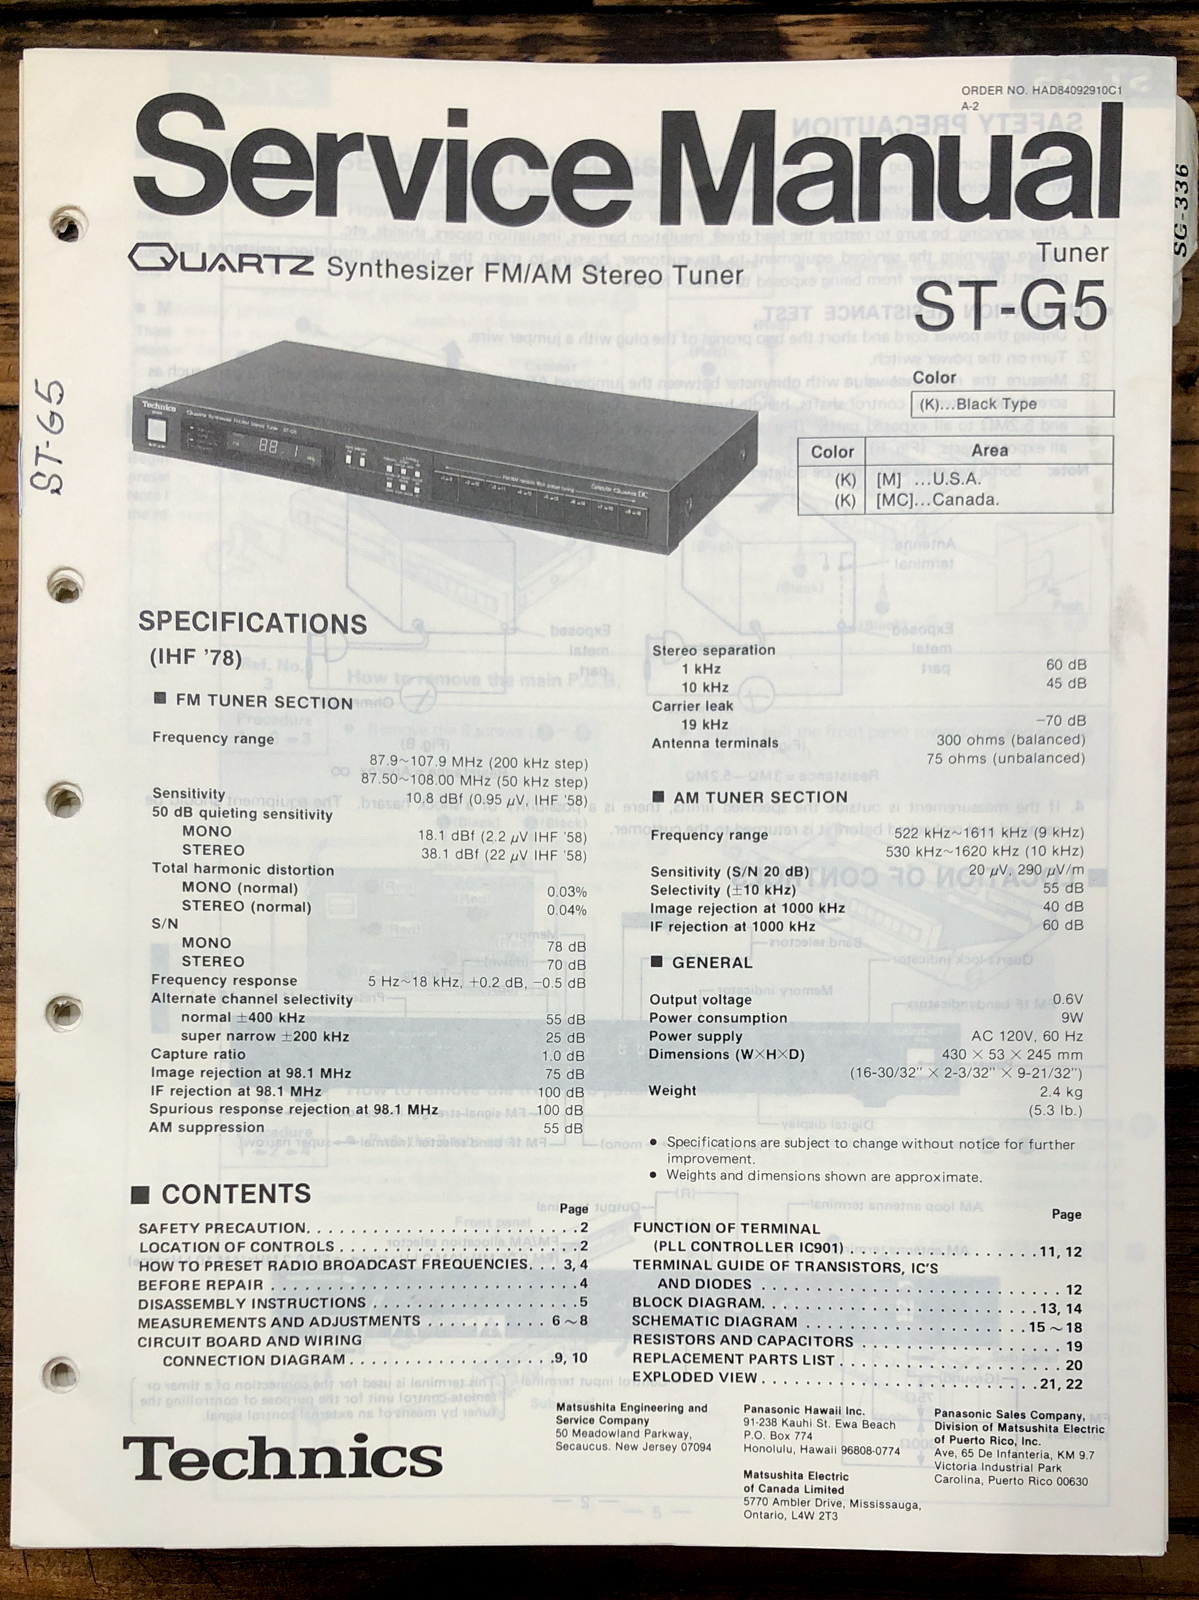 ORDER NO. HAD84092910C1
A-2
Service Manual
QUARTZ Synthesizer FM/AM Stereo Tuner
Tuner
ST-G5
SG-336
ST-G5
Color
(K)...Black Type
Color Area
(K) [M] ...U.S.A.
(K) [MC]...Canada.
Technics
88.1
SPECIFICATIONS
(IHF '78)
■ FM TUNER SECTION
Frequency range
87.9~107.9 MHz (200 kHz step)
87.50~108.00 MHz (50 kHz step)
Sensitivity 10.8 dBf (0.95 µV, IHF '58)
50 dB quieting sensitivity
MONO 18.1 dBf (2.2 µV IHF '58)
STEREO 38.1 dBf (22 µV IHF '58)
Total harmonic distortion
MONO (normal) 0.03%
STEREO (normal) 0.04%
S/N
MONO 78 dB
STEREO 70 dB
Frequency response 5 Hz~18 kHz, +0.2 dB, −0.5 dB
Alternate channel selectivity
normal ±400 kHz 55 dB
super narrow ±200 kHz 25 dB
Capture ratio 1.0 dB
Image rejection at 98.1 MHz 75 dB
IF rejection at 98.1 MHz 100 dB
Spurious response rejection at 98.1 MHz 100 dB
AM suppression 55 dB
Stereo separation
1 kHz 60 dB
10 kHz 45 dB
Carrier leak
19 kHz −70 dB
Antenna terminals 300 ohms (balanced)
75 ohms (unbalanced)
■ AM TUNER SECTION
Frequency range 522 kHz~1611 kHz (9 kHz)
530 kHz~1620 kHz (10 kHz)
Sensitivity (S/N 20 dB) 20 µV, 290 µV/m
Selectivity (±10 kHz) 55 dB
Image rejection at 1000 kHz 40 dB
IF rejection at 1000 kHz 60 dB
■ GENERAL
Output voltage 0.6V
Power consumption 9W
Power supply AC 120V, 60 Hz
Dimensions (W×H×D) 430 × 53 × 245 mm
(16-30/32" × 2-3/32" × 9-21/32")
Weight 2.4 kg
(5.3 lb.)
● Specifications are subject to change without notice for further
improvement.
● Weights and dimensions shown are approximate.
■ CONTENTS
Page
SAFETY PRECAUTION. . . . . . . . . . . . . . . . . . . . . . . . 2
LOCATION OF CONTROLS . . . . . . . . . . . . . . . . . . . . . 2
HOW TO PRESET RADIO BROADCAST FREQUENCIES. . . 3, 4
BEFORE REPAIR . . . . . . . . . . . . . . . . . . . . . . . . . . . 4
DISASSEMBLY INSTRUCTIONS . . . . . . . . . . . . . . . . . . 5
MEASUREMENTS AND ADJUSTMENTS . . . . . . . . . . . 6 ~ 8
CIRCUIT BOARD AND WIRING
CONNECTION DIAGRAM . . . . . . . . . . . . . . . . . . 9, 10
Page
FUNCTION OF TERMINAL
(PLL CONTROLLER IC901) . . . . . . . . . . . . . . . . . 11, 12
TERMINAL GUIDE OF TRANSISTORS, IC'S
AND DIODES . . . . . . . . . . . . . . . . . . . . . . . . . . . 12
BLOCK DIAGRAM. . . . . . . . . . . . . . . . . . . . . . . . 13, 14
SCHEMATIC DIAGRAM . . . . . . . . . . . . . . . . . . . 15 ~ 18
RESISTORS AND CAPACITORS . . . . . . . . . . . . . . . . . 19
REPLACEMENT PARTS LIST . . . . . . . . . . . . . . . . . . . 20
EXPLODED VIEW . . . . . . . . . . . . . . . . . . . . . . . . 21, 22
Technics
Matsushita Engineering and
Service Company
50 Meadowland Parkway,
Secaucus. New Jersey 07094
Panasonic Hawaii Inc.
91-238 Kauhi St. Ewa Beach
P.O. Box 774
Honolulu, Hawaii 96808-0774
Matsushita Electric
of Canada Limited
5770 Ambler Drive, Mississauga,
Ontario, L4W 2T3
Panasonic Sales Company,
Division of Matsushita Electric
of Puerto Rico, Inc.
Ave, 65 De Infanteria, KM 9.7
Victoria Industrial Park
Carolina, Puerto Rico 00630